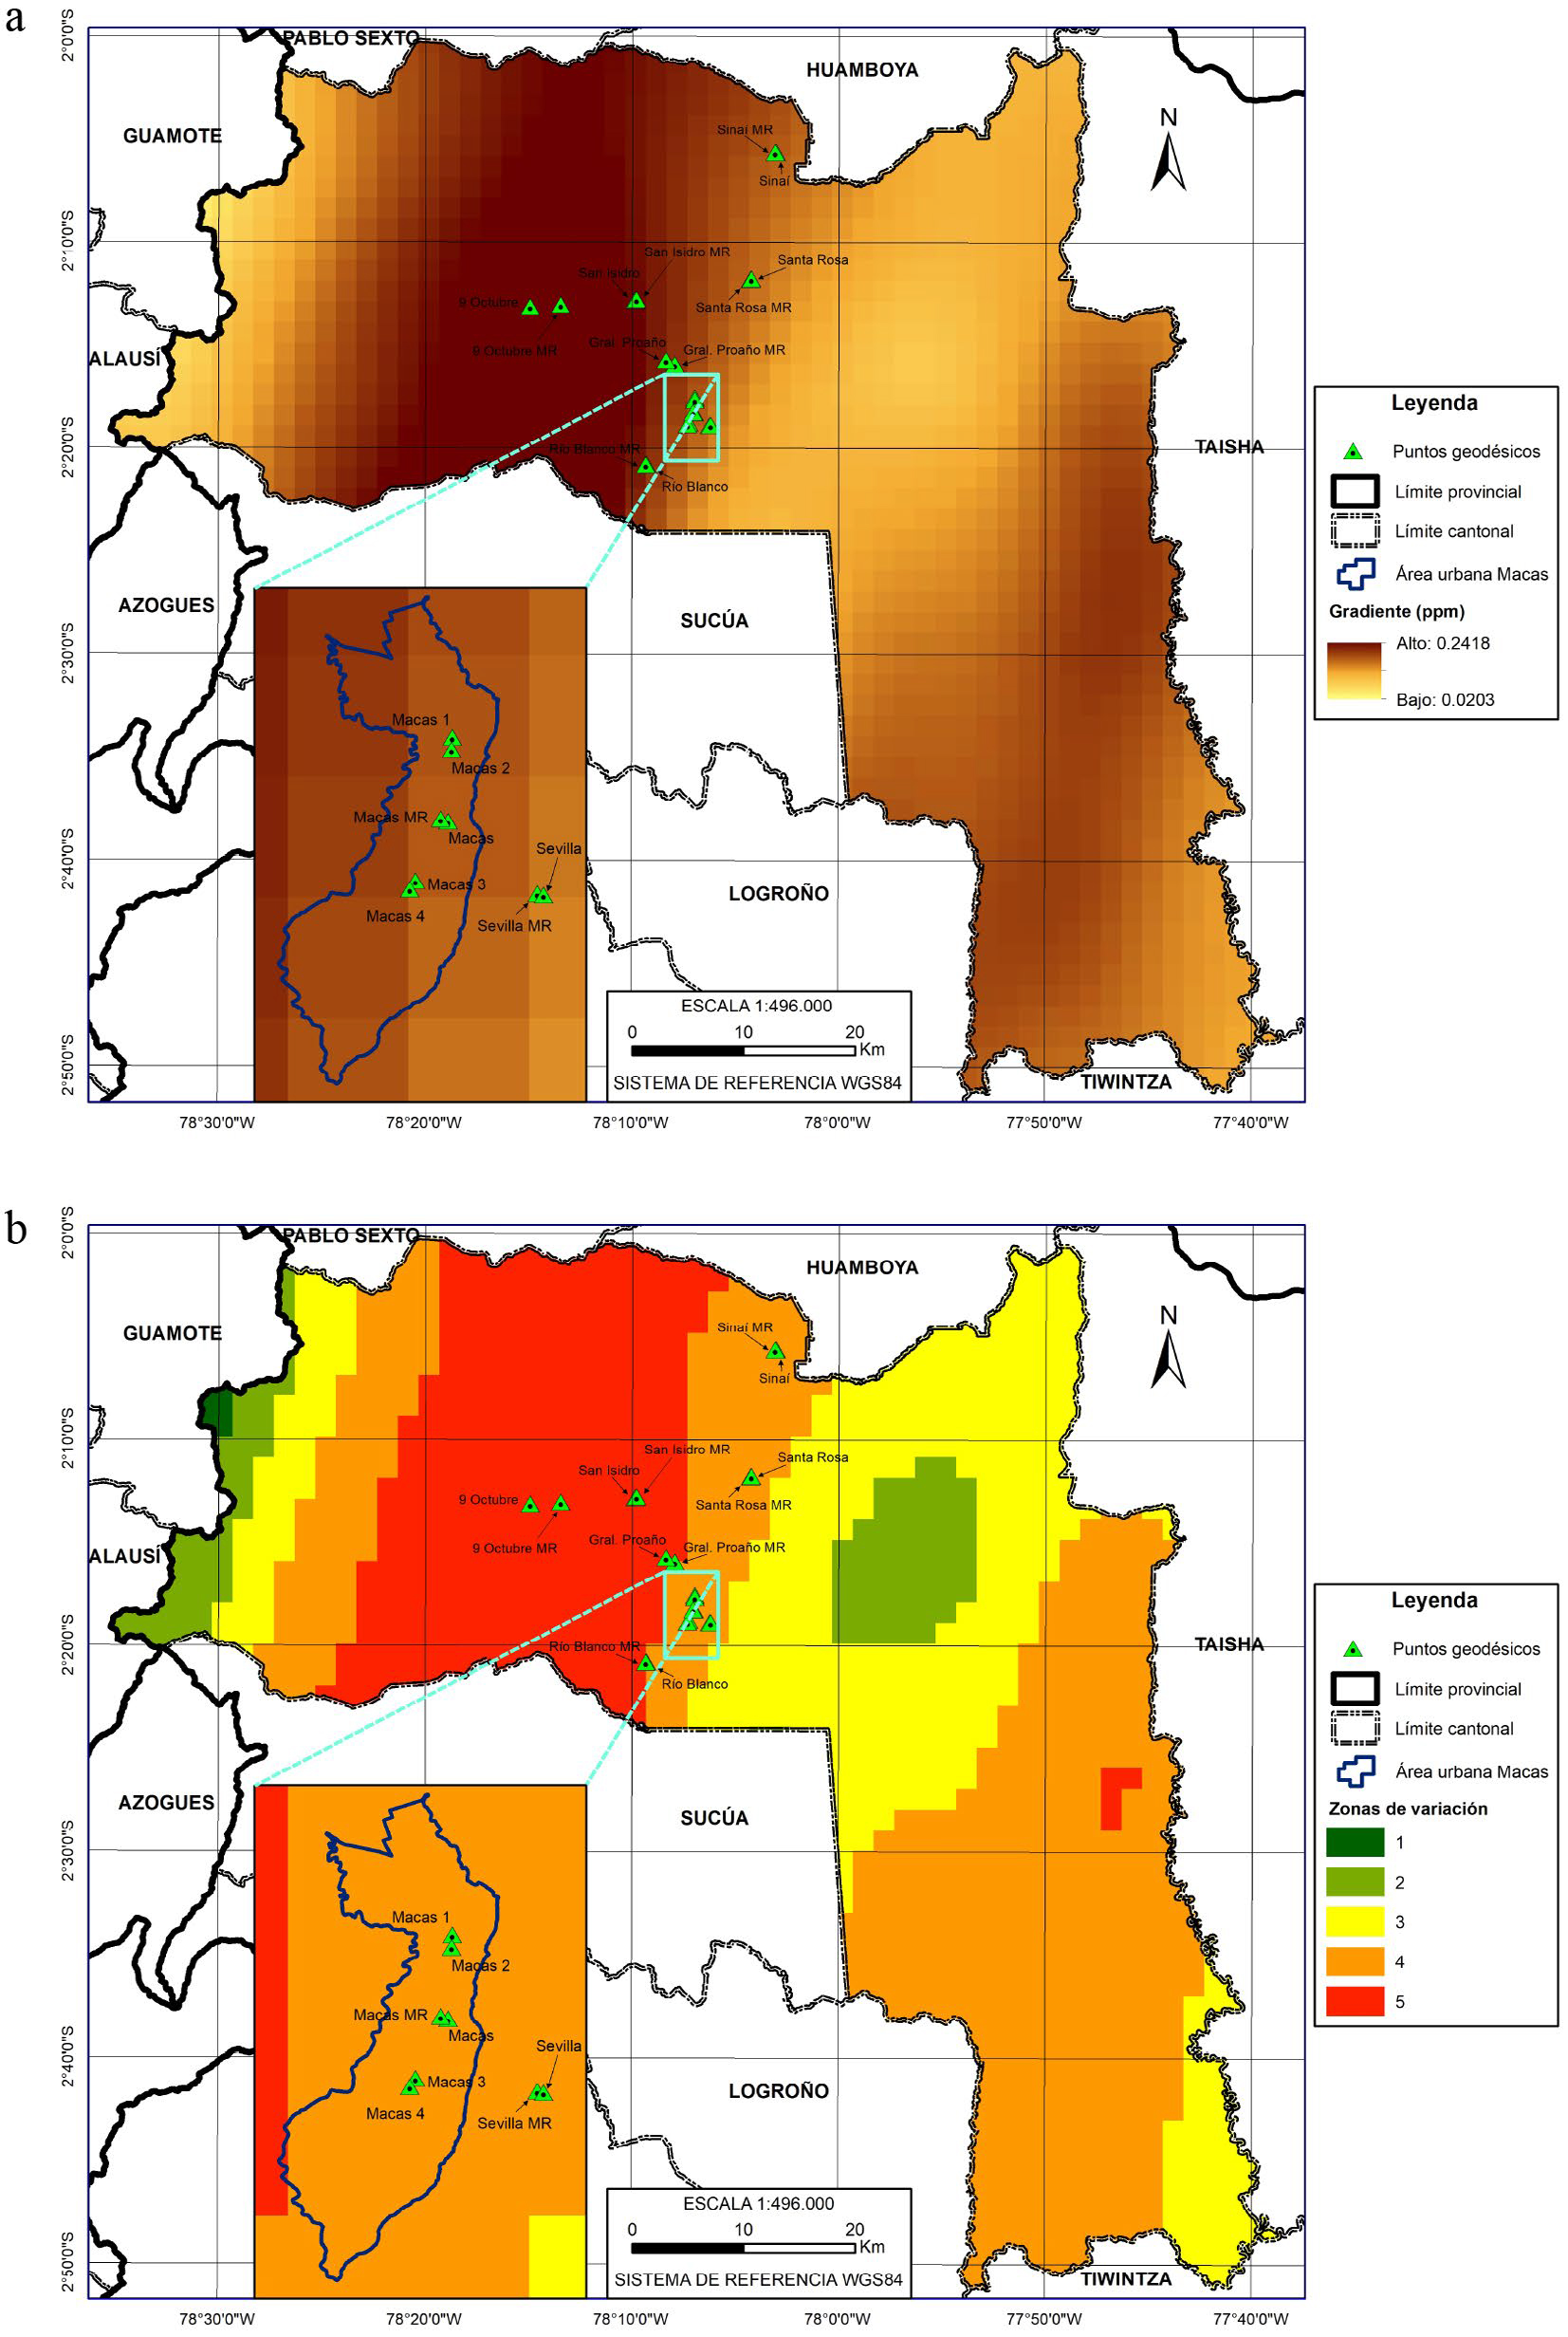 a
PABLO SEXTO
HUAMBOYA
GUAMOTE
ALAUSÍ
AZOGUES
SUCÚA
LOGROÑO
TAISHA
TIWINTZA
N
Sinaí MR
Sinaí
San Isidro MR
San Isidro
Santa Rosa
Santa Rosa MR
9 Octubre
9 Octubre MR
Gral. Proaño
Gral. Proaño MR
Río Blanco MR
Río Blanco
Macas 1
Macas 2
Macas MR
Macas
Macas 3
Macas 4
Sevilla
Sevilla MR
ESCALA 1:496.000
0 10 20
Km
SISTEMA DE REFERENCIA WGS84
2°0'0"S
2°10'0"S
2°20'0"S
2°30'0"S
2°40'0"S
2°50'0"S
78°30'0"W 78°20'0"W 78°10'0"W 78°0'0"W 77°50'0"W 77°40'0"W
Leyenda
Puntos geodésicos
Límite provincial
Límite cantonal
Área urbana Macas
Gradiente (ppm)
Alto: 0.2418
Bajo: 0.0203
b
PABLO SEXTO
HUAMBOYA
GUAMOTE
ALAUSÍ
AZOGUES
SUCÚA
LOGROÑO
TAISHA
TIWINTZA
N
Sinaí MR
Sinaí
San Isidro MR
San Isidro
Santa Rosa
Santa Rosa MR
9 Octubre
9 Octubre MR
Gral. Proaño
Gral. Proaño MR
Río Blanco MR
Río Blanco
Macas 1
Macas 2
Macas MR
Macas
Macas 3
Macas 4
Sevilla
Sevilla MR
ESCALA 1:496.000
0 10 20
Km
SISTEMA DE REFERENCIA WGS84
2°0'0"S
2°10'0"S
2°20'0"S
2°30'0"S
2°40'0"S
2°50'0"S
78°30'0"W 78°20'0"W 78°10'0"W 78°0'0"W 77°50'0"W 77°40'0"W
Leyenda
Puntos geodésicos
Límite provincial
Límite cantonal
Área urbana Macas
Zonas de variación
1
2
3
4
5